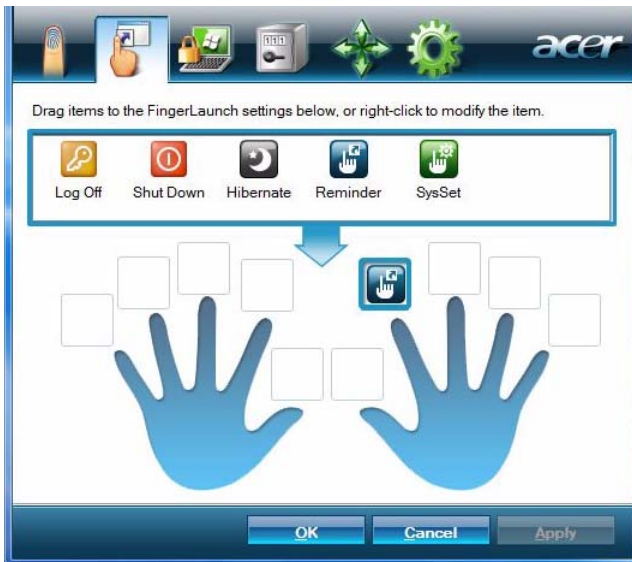 acer
Drag items to the FingerLaunch settings below, or right-click to modify the item.
Log Off Shut Down Hibernate Reminder SysSet
OK Cancel Apply